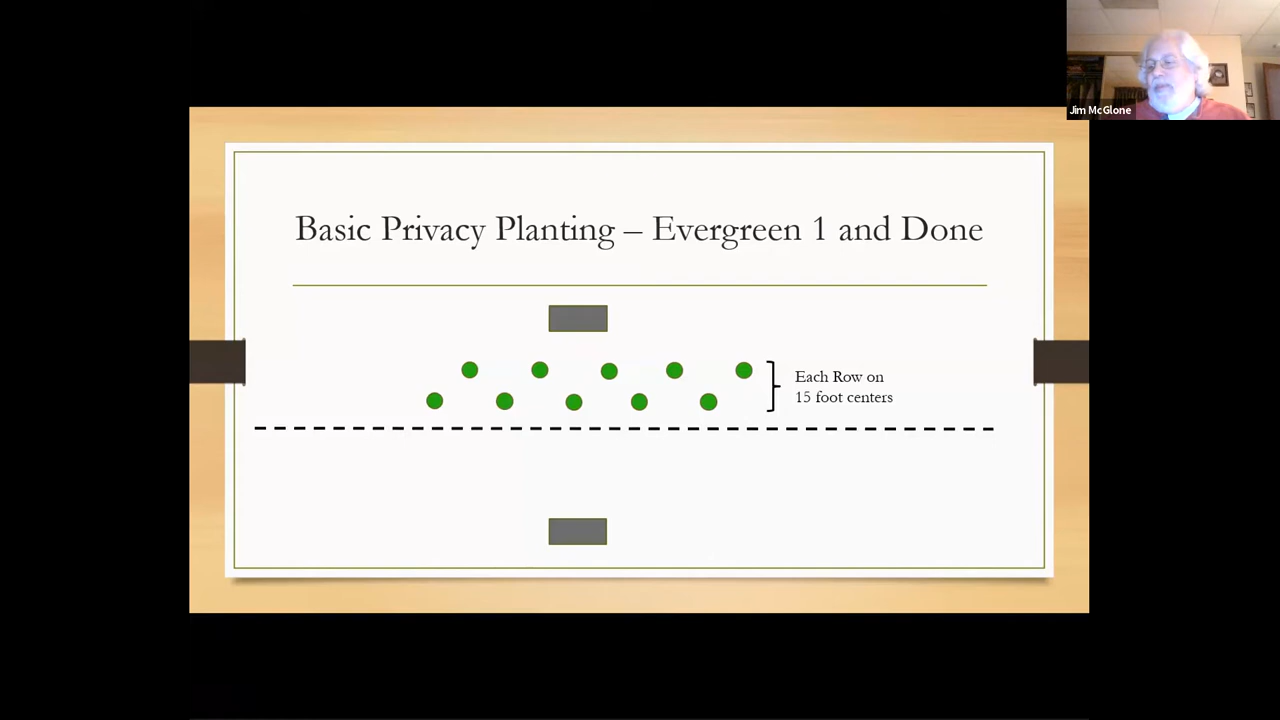 Jim McGlone
Basic Privacy Planting – Evergreen 1 and Done
Each Row on
15 foot centers